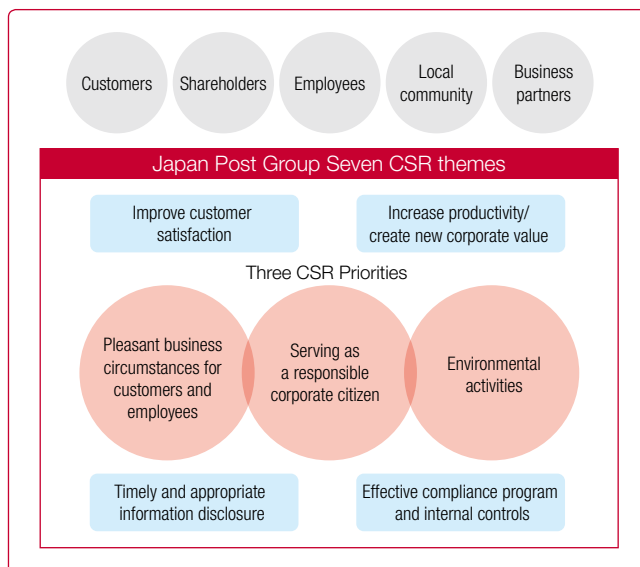 Customers
Shareholders
Employees
Local
community
Business
partners
Japan Post Group Seven CSR themes
Improve customer
satisfaction
Increase productivity/
create new corporate value
Three CSR Priorities
Pleasant business
circumstances for
customers and
employees
Serving as
a responsible
corporate citizen
Environmental
activities
Timely and appropriate
information disclosure
Effective compliance program
and internal controls